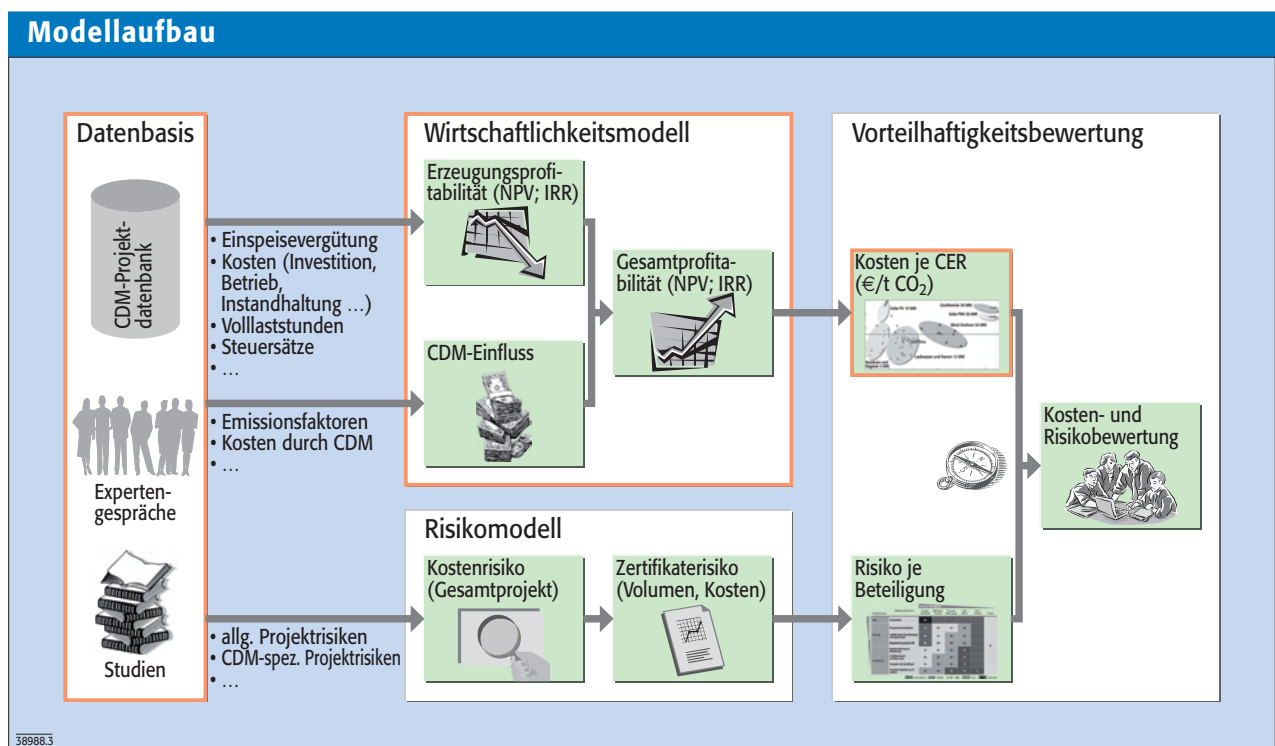 Modellaufbau
Datenbasis
CDM-Projekt-
datenbank
Experten-
gespräche
Studien
• Einspeisevergütung
• Kosten (Investition,
Betrieb,
Instandhaltung …)
• Volllaststunden
• Steuersätze
• …
• Emissionsfaktoren
• Kosten durch CDM
• …
• allg. Projektrisiken
• CDM-spez. Projektrisiken
• …
Wirtschaftlichkeitsmodell
Erzeugungsprofi-
tabilität (NPV; IRR)
CDM-Einfluss
Gesamtprofita-
bilität (NPV; IRR)
Risikomodell
Kostenrisiko
(Gesamtprojekt)
Zertifikaterisiko
(Volumen, Kosten)
Vorteilhaftigkeitsbewertung
Kosten je CER
(€/t CO₂)
Risiko je
Beteiligung
Kosten- und
Risikobewertung
38988.3